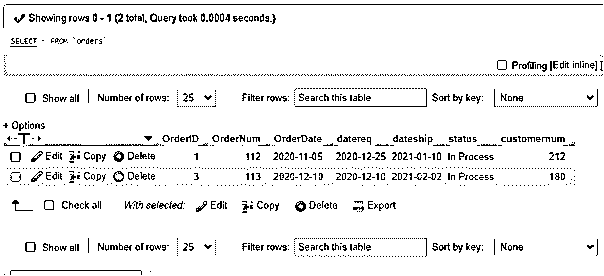 Showing rows 0 - 1 (2 total, Query took 0.0004 seconds.)
SELECT * FROM `orders`
Profiling [Edit inline] [
Show all Number of rows: 25 Filter rows: Search this table Sort by key: None
+ Options
←T→ OrderID OrderNum OrderDate datereq dateship status customernum
Edit Copy Delete 1 112 2020-11-05 2020-12-25 2021-01-10 In Process 212
Edit Copy Delete 3 113 2020-12-10 2020-12-10 2021-02-02 In Process 180
Check all With selected: Edit Copy Delete Export
Show all Number of rows: 25 Filter rows: Search this table Sort by key: None